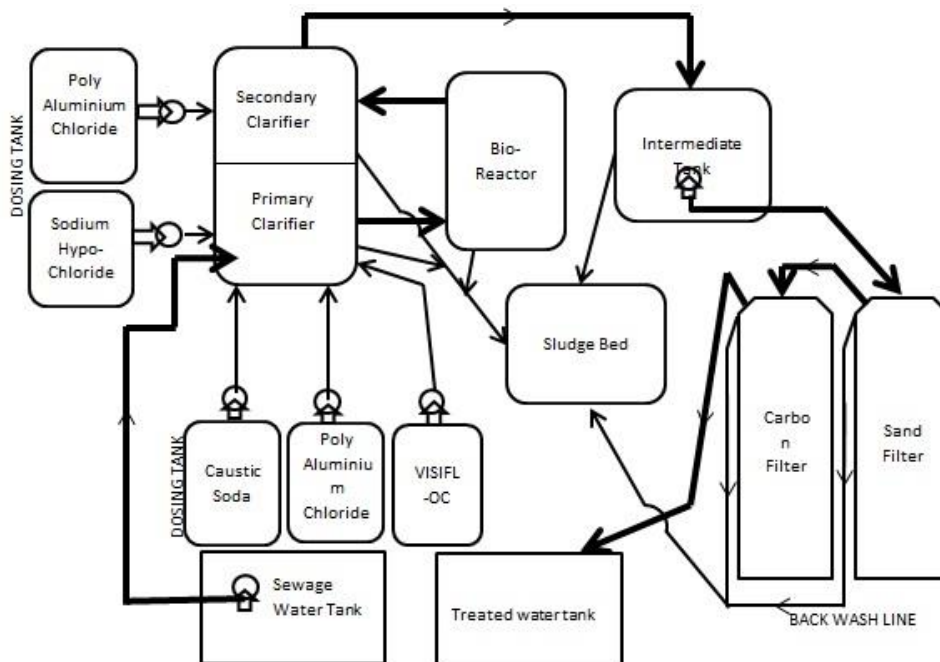 DOSING TANK
Poly
Aluminium
Chloride
Sodium
Hypo-
Chloride
Secondary
Clarifier
Primary
Clarifier
Bio-
Reactor
Intermediate
Tank
Sludge Bed
Carbo
n
Filter
Sand
Filter
DOSING TANK
Caustic
Soda
Poly
Aluminiu
m
Chloride
VISIFL
-OC
Sewage
Water Tank
Treated water tank
BACK WASH LINE